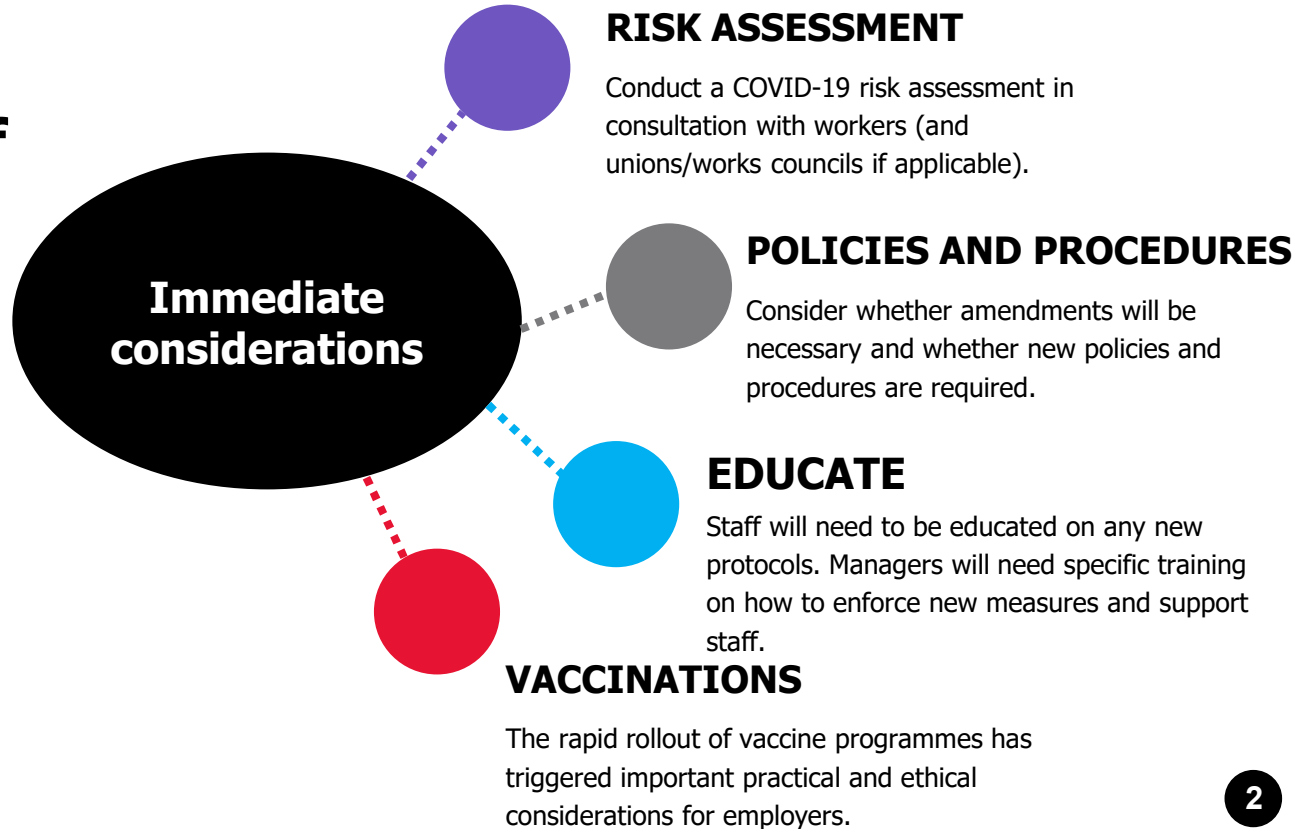 RISK ASSESSMENT
Conduct a COVID-19 risk assessment in
consultation with workers (and
unions/works councils if applicable).
Immediate
considerations
POLICIES AND PROCEDURES
Consider whether amendments will be
necessary and whether new policies and
procedures are required.
EDUCATE
Staff will need to be educated on any new
protocols. Managers will need specific training
on how to enforce new measures and support
staff.
VACCINATIONS
The rapid rollout of vaccine programmes has
triggered important practical and ethical
considerations for employers.
2